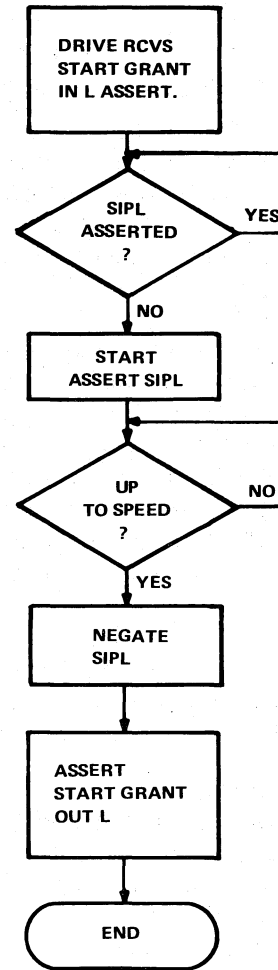 DRIVE RCVS
START GRANT
IN L ASSERT.
SIPL
ASSERTED
?
YES
NO
START
ASSERT SIPL
UP
TO SPEED
?
NO
YES
NEGATE
SIPL
ASSERT
START GRANT
OUT L
END